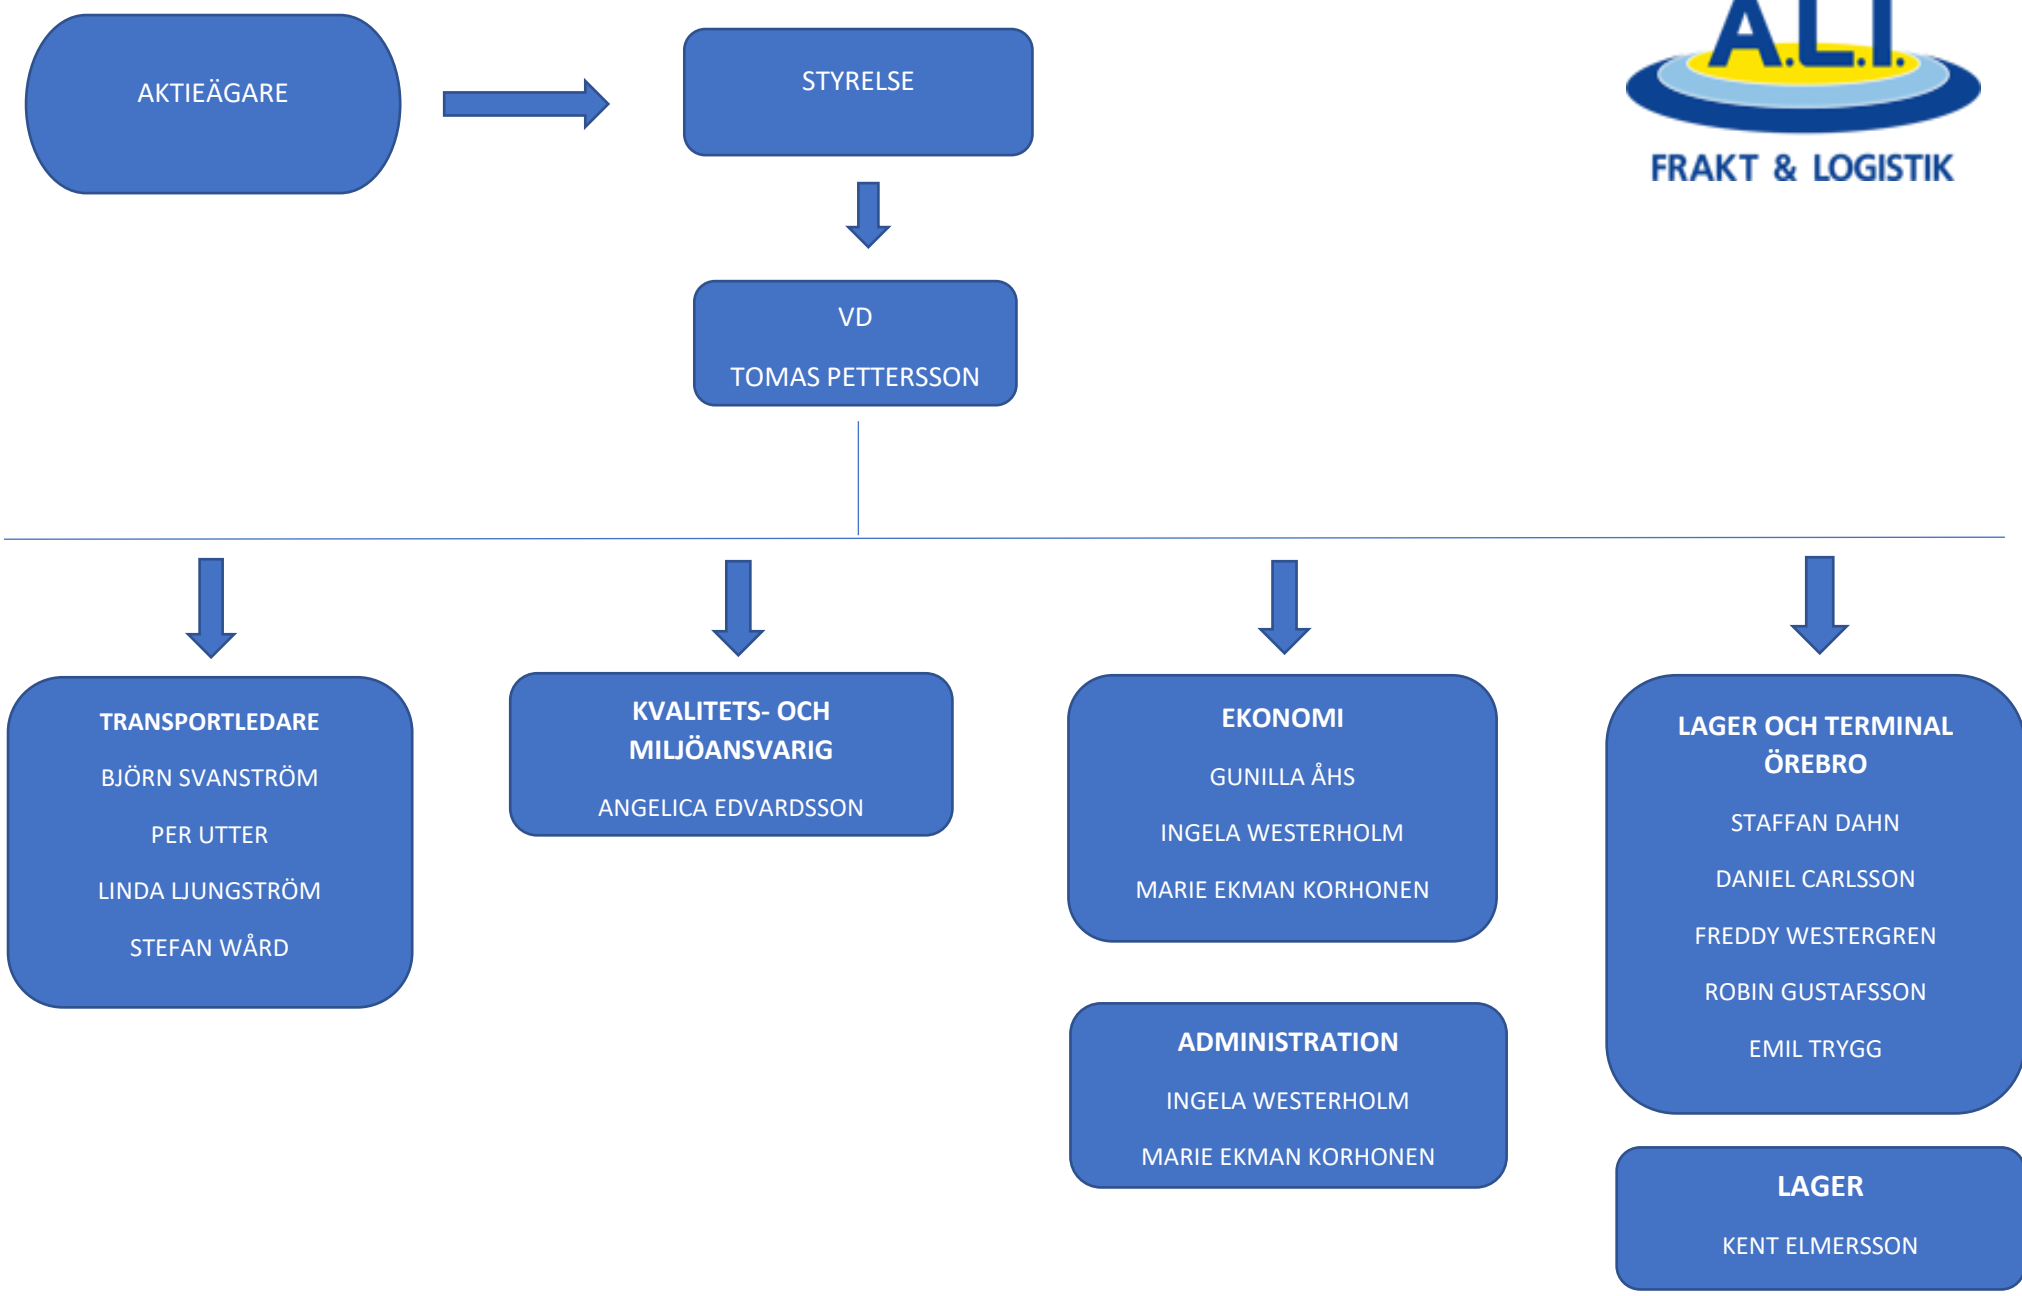 AKTIEÄGARE
STYRELSE
A.L.I.
FRAKT & LOGISTIK
VD
TOMAS PETTERSSON
TRANSPORTLEDARE
BJÖRN SVANSTRÖM
PER UTTER
LINDA LJUNGSTRÖM
STEFAN WÅRD
KVALITETS- OCH
MILJÖANSVARIG
ANGELICA EDVARDSSON
EKONOMI
GUNILLA ÅHS
INGELA WESTERHOLM
MARIE EKMAN KORHONEN
ADMINISTRATION
INGELA WESTERHOLM
MARIE EKMAN KORHONEN
LAGER OCH TERMINAL
ÖREBRO
STAFFAN DAHN
DANIEL CARLSSON
FREDDY WESTERGREN
ROBIN GUSTAFSSON
EMIL TRYGG
LAGER
KENT ELMERSSON